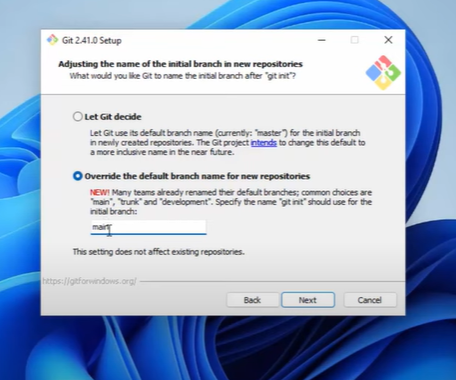 Git 2.41.0 Setup
Adjusting the name of the initial branch in new repositories
What would you like Git to name the initial branch after "git init"?
Let Git decide
Let Git use its default branch name (currently: "master") for the initial branch
in newly created repositories. The Git project intends to change this default to
a more inclusive name in the near future.
Override the default branch name for new repositories
NEW! Many teams already renamed their default branches; common choices are
"main", "trunk" and "development". Specify the name "git init" should use for the
initial branch:
main
This setting does not affect existing repositories.
https://gitforwindows.org/
Back
Next
Cancel